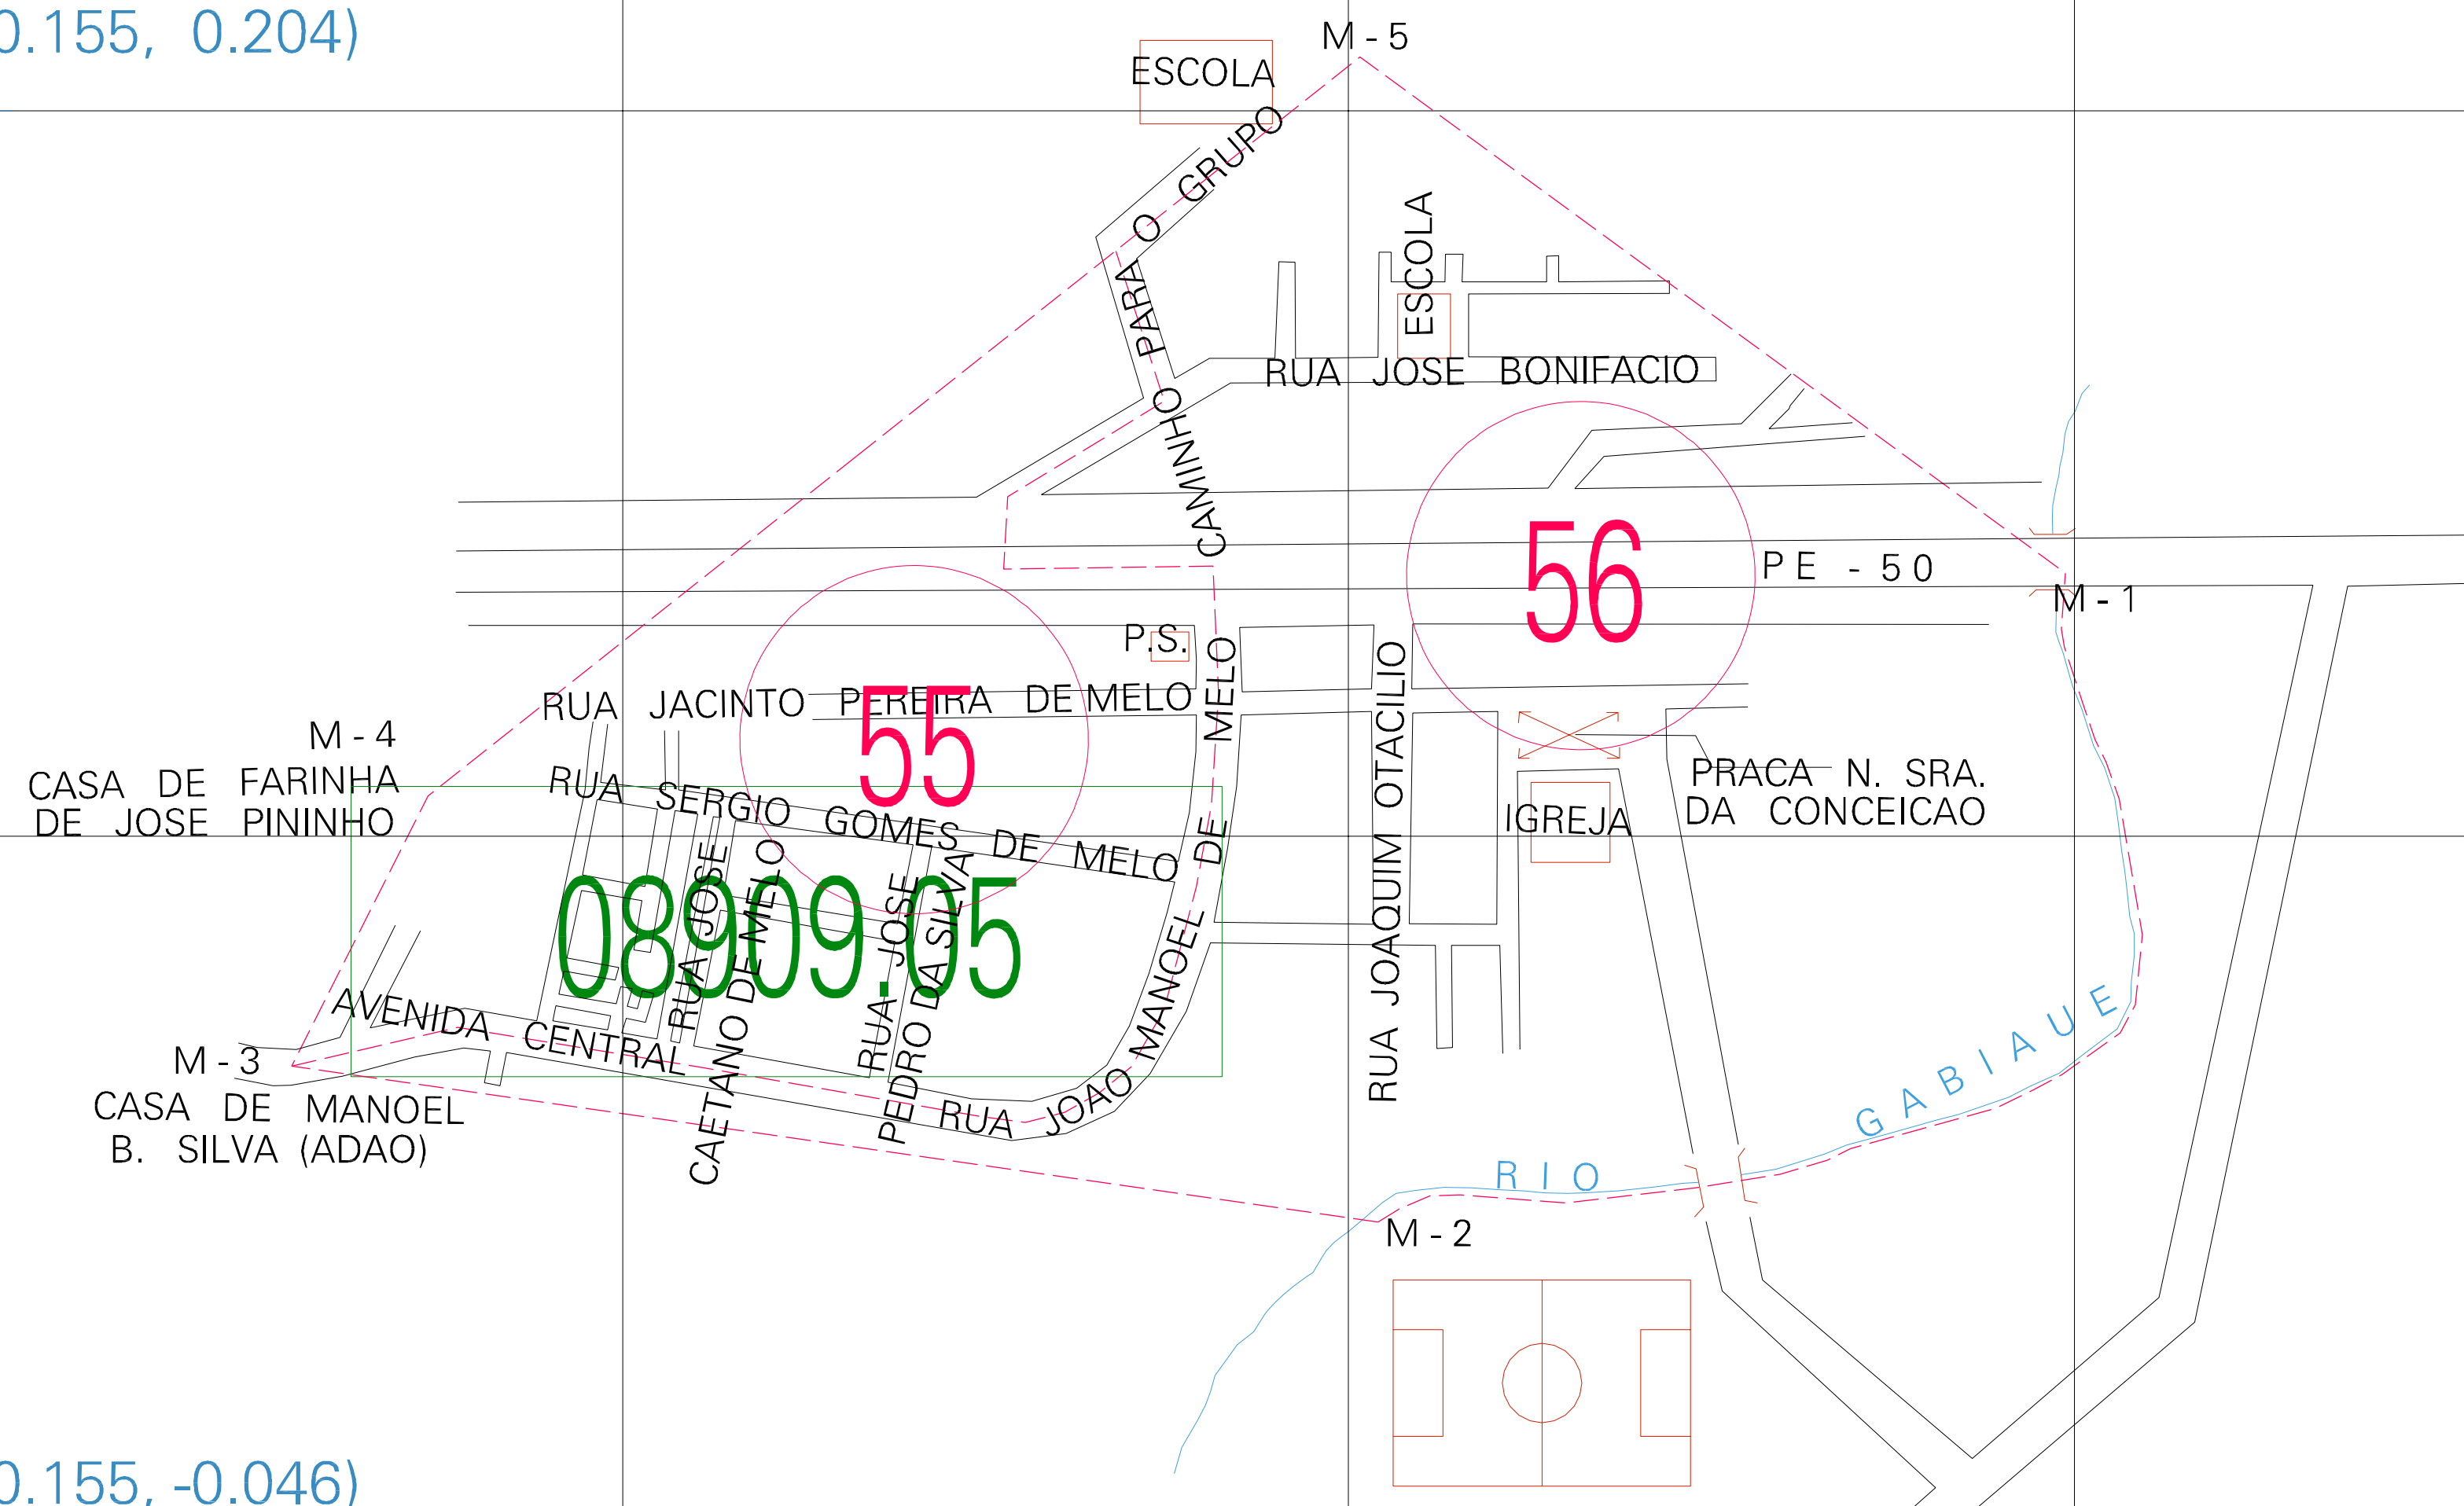 0.155, 0.204)
M - 5
ESCOLA
CAMINHO PARA O GRUPO
ESCOLA
RUA JOSE BONIFACIO
56
PE - 50
M - 1
P.S.
RUA JACINTO PEREIRA DE MELO
55
M - 4
CASA DE FARINHA
DE JOSE PININHO
RUA SERGIO GOMES DE MELO
PRACA N. SRA.
DA CONCEICAO
IGREJA
08909.05
RUA JOSE
CAETANO DE MELO
RUA JOSE
PEDRO DA SILVA
RUA JOAO MANOEL DE MELO
RUA JOAQUIM OTACILIO
AVENIDA CENTRAL
M - 3
CASA DE MANOEL
B. SILVA (ADAO)
RIO GABIAUE
M - 2
0.155, -0.046)